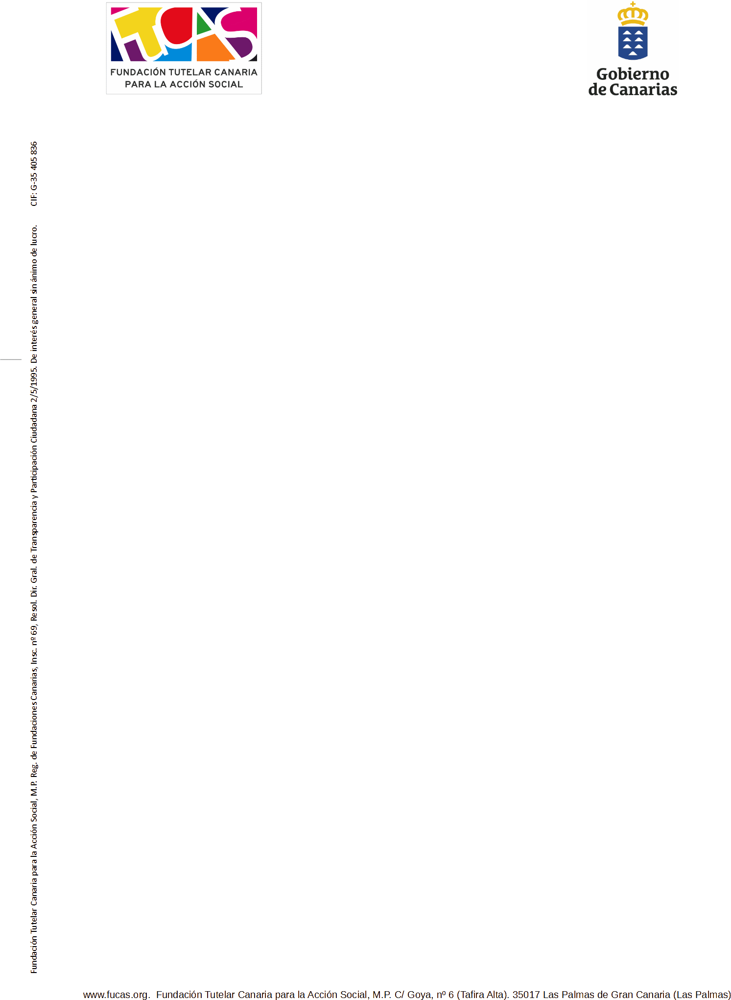 FUCAS
FUNDACIÓN TUTELAR CANARIA
PARA LA ACCIÓN SOCIAL
Gobierno
de Canarias
Fundación Tutelar Canaria para la Acción Social, M.P. Reg. de Fundaciones Canarias, Insc. nº 69, Resol. Dir. Gral. de Transparencia y Participación Ciudadana 2/5/1995. De interés general sin ánimo de lucro. CIF: G-35 405 836
www.fucas.org. Fundación Tutelar Canaria para la Acción Social, M.P. C/ Goya, nº 6 (Tafira Alta). 35017 Las Palmas de Gran Canaria (Las Palmas)